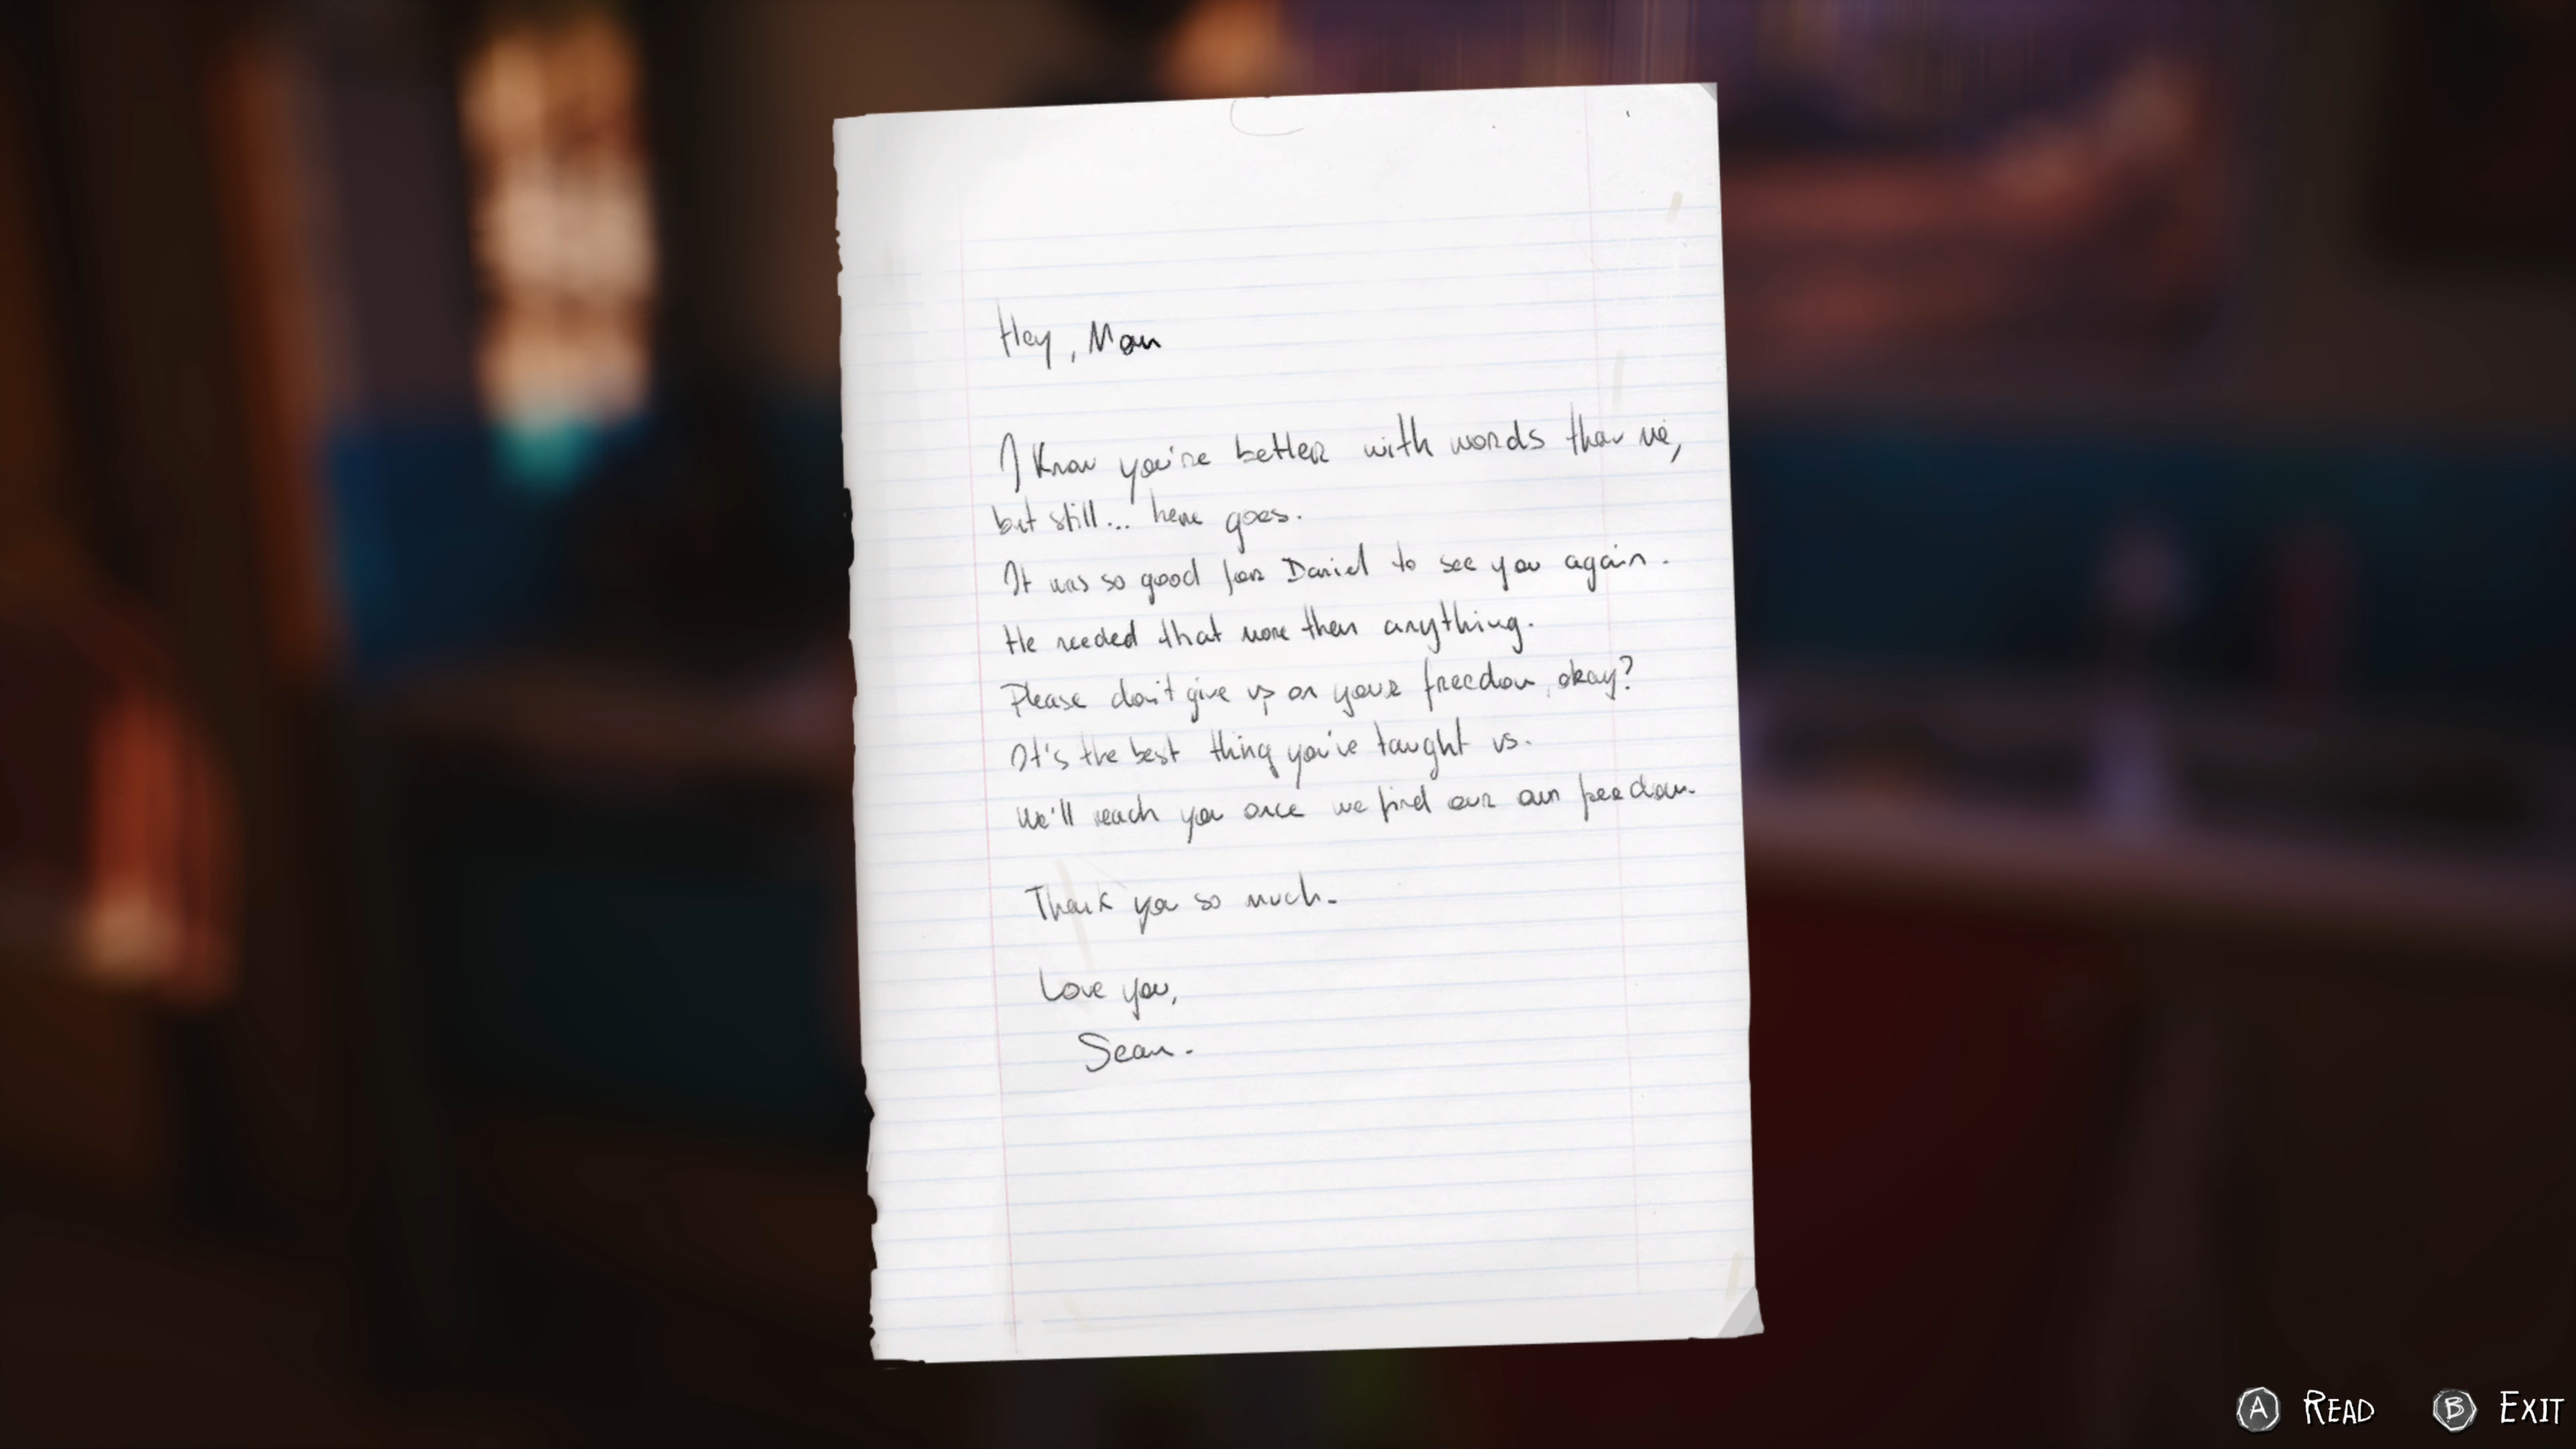 Hey, Mom
I know you're better with words than me,
but still... here goes.
It was so good for Daniel to see you again.
He needed that more then anything.
Please don't give up on your freedom, okay?
It's the best thing you've taught us.
We'll reach you once we find our own freedom.
Thank you so much.
Love you,
Sean.
A READ B EXIT